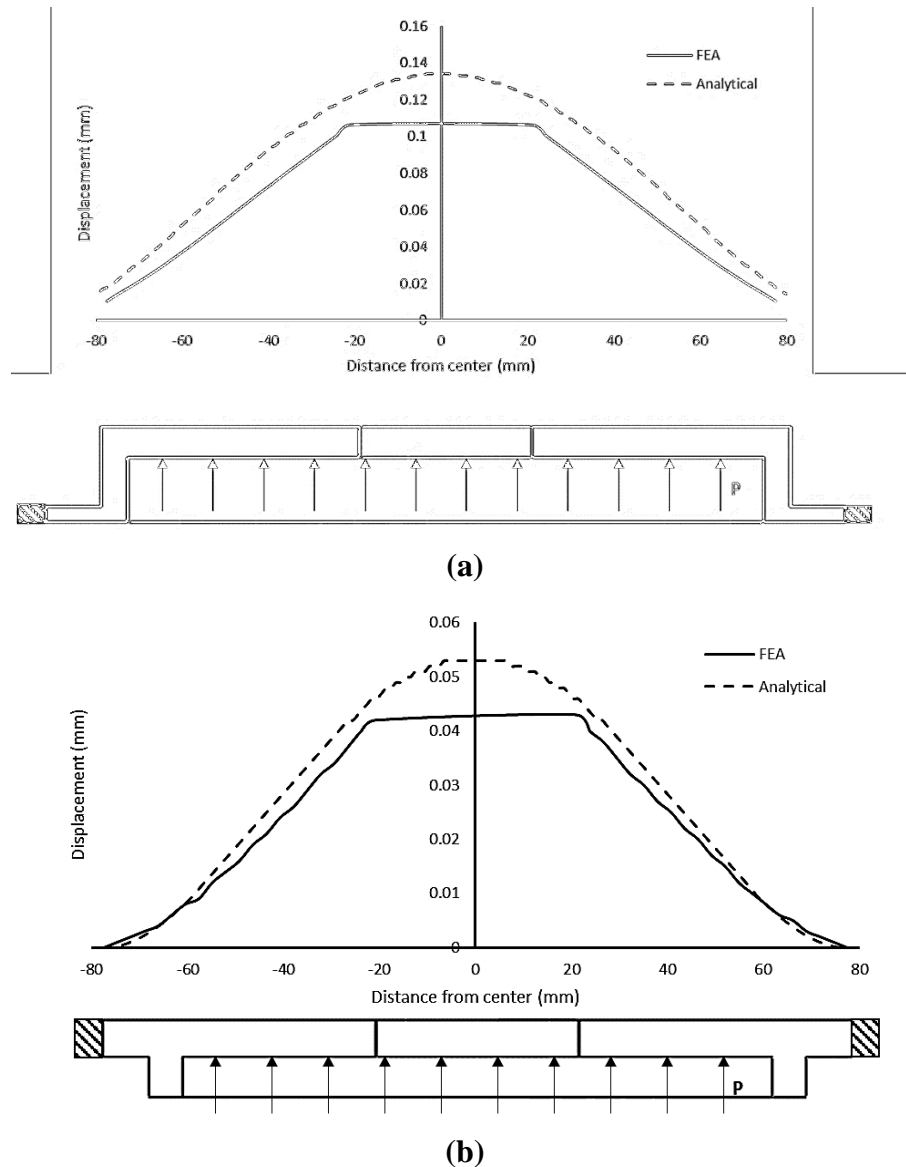 0.16
0.14
0.12
0.1
0.08
0.06
0.04
0.02
0
Displacement (mm)
FEA
Analytical
-80 -60 -40 -20 0 20 40 60 80
Distance from center (mm)
P
(a)
0.06
0.05
0.04
0.03
0.02
0.01
0
Displacement (mm)
FEA
Analytical
-80 -60 -40 -20 0 20 40 60 80
Distance from center (mm)
P
(b)